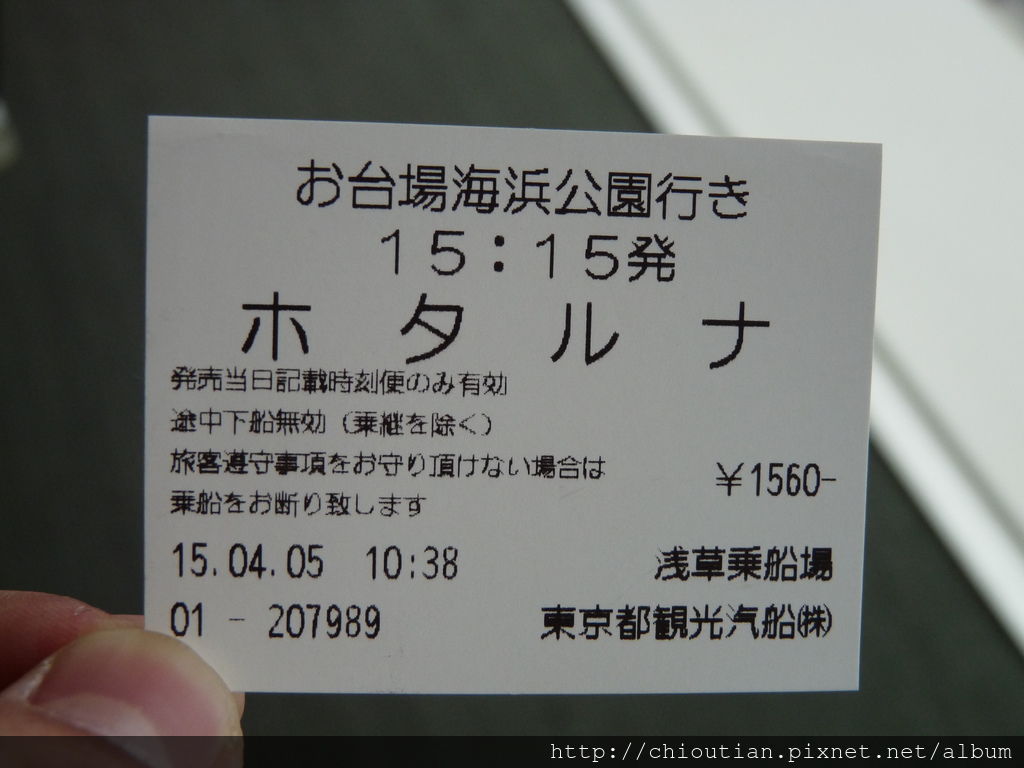 お台場海浜公園行き
１５：１５発
ホタルナ
発売当日記載時刻便のみ有効
途中下船無効（乗継を除く）
旅客遵守事項をお守り頂けない場合は
乗船をお断り致します
￥1560-
15.04.05 10:38 浅草乗船場
01 - 207989 東京都観光汽船㈱
http://chioutian.pixnet.net/album